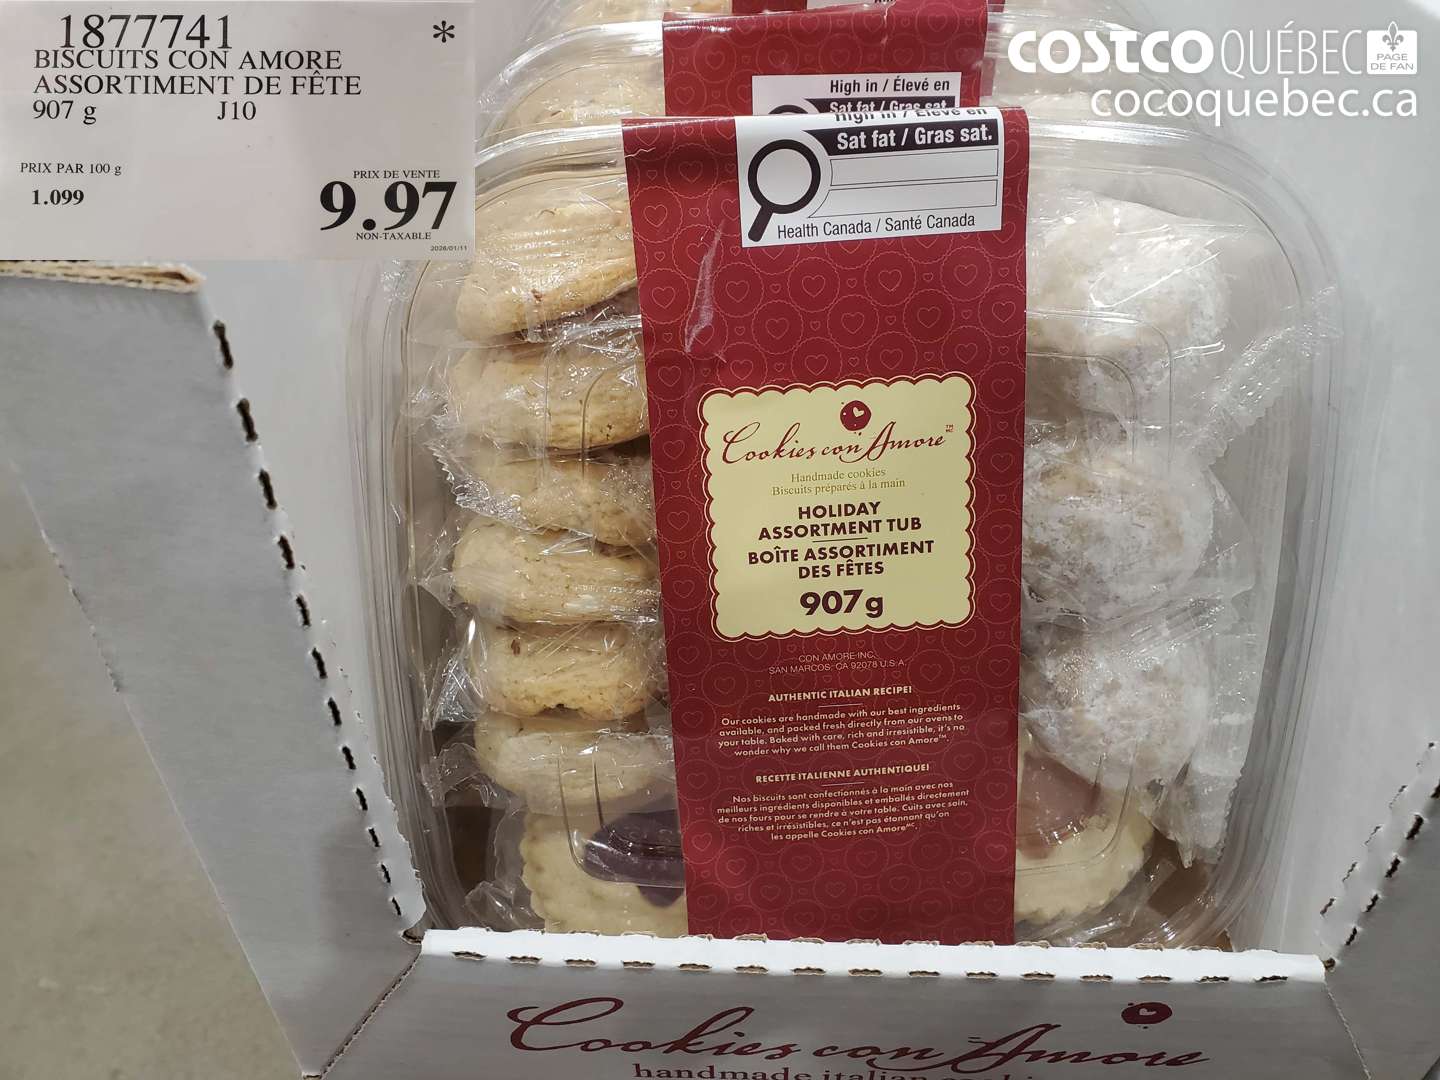 1877741 *
BISCUITS CON AMORE
ASSORTIMENT DE FÊTE
907 g J10
PRIX PAR 100 g
1.099
PRIX DE VENTE
9.97
NON-TAXABLE
2026/01/11
COSTCO QUÉBEC PAGE DE FAN
cocoquebec.ca
High in / Élevé en
Sat fat / Gras sat.
High in / Élevé en
Sat fat / Gras sat.
Health Canada / Santé Canada
Cookies con Amore™ MC
Handmade cookies
Biscuits préparés à la main
HOLIDAY
ASSORTMENT TUB
BOÎTE ASSORTIMENT
DES FÊTES
907g
CON AMORE INC.
SAN MARCOS, CA 92078 U.S.A.
AUTHENTIC ITALIAN RECIPE!
Our cookies are handmade with our best ingredients
available, and packed fresh directly from our ovens to
your table. Baked with care, rich and irresistible, it's no
wonder why we call them Cookies con Amore™.
RECETTE ITALIENNE AUTHENTIQUE!
Nos biscuits sont confectionnés à la main avec nos
meilleurs ingrédients disponibles et emballés directement
de nos fours pour se rendre à votre table. Cuits avec soin,
riches et irrésistibles, ce n'est pas étonnant qu'on
les appelle Cookies con Amore MC.
Cookies con Amore
handmade italian